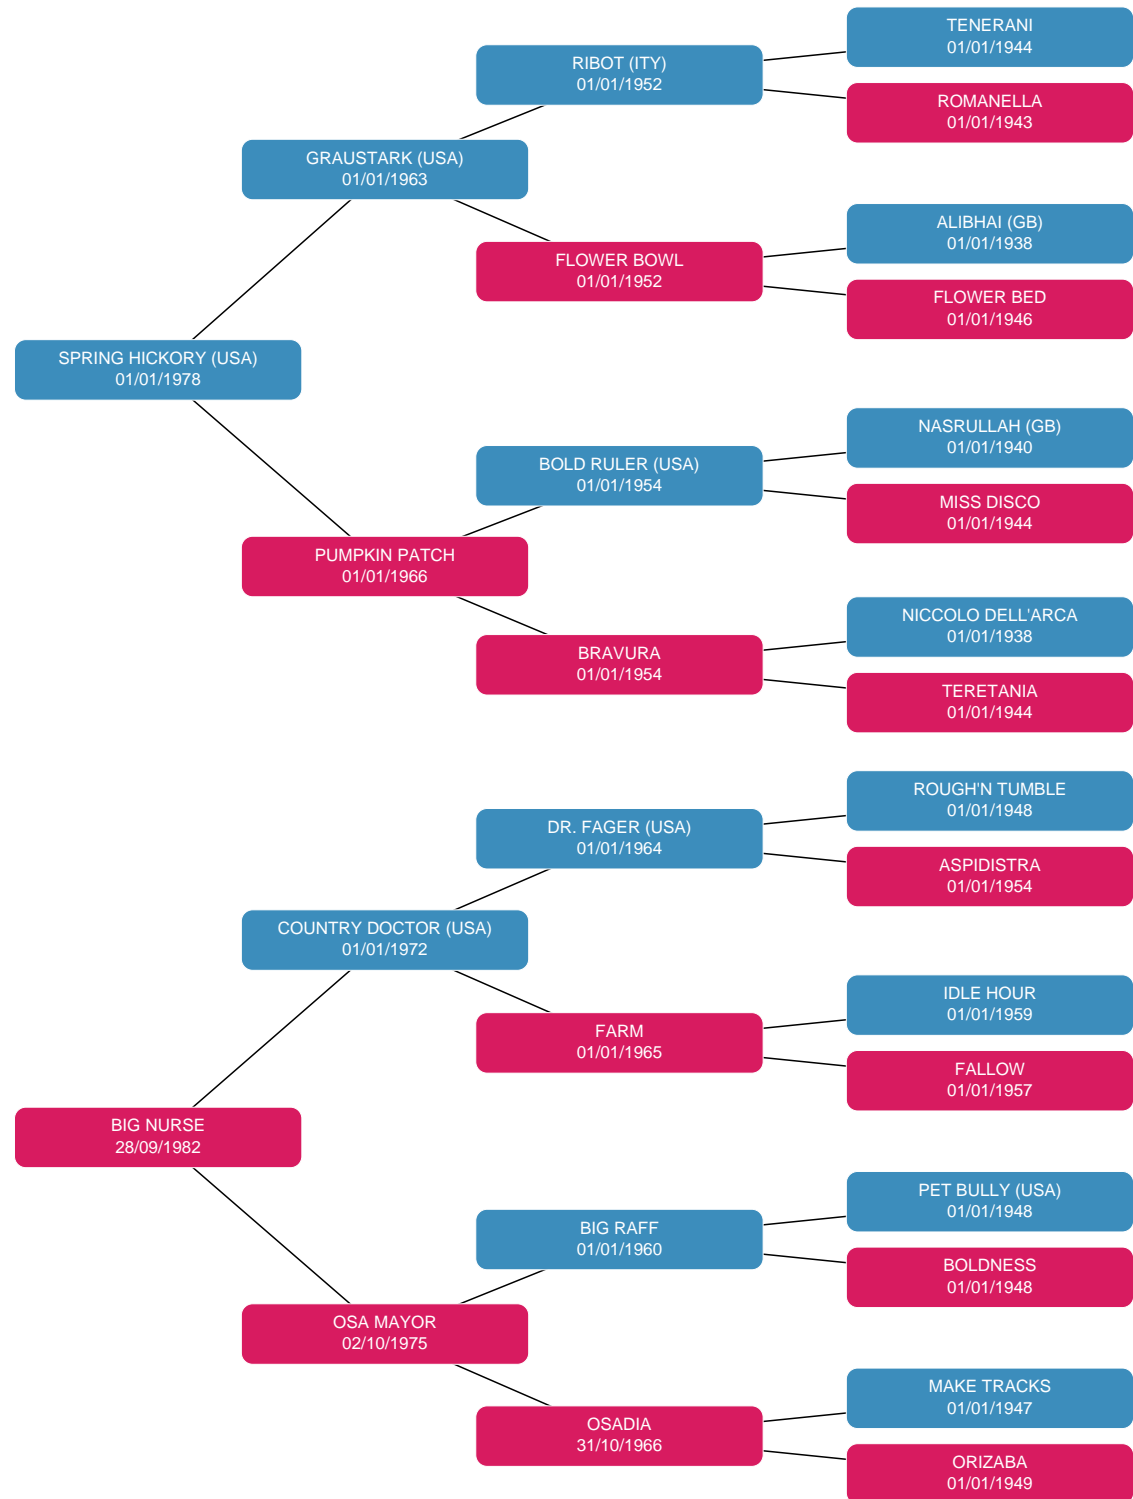 TENERANI
01/01/1944
RIBOT (ITY)
01/01/1952
ROMANELLA
01/01/1943
GRAUSTARK (USA)
01/01/1963
ALIBHAI (GB)
01/01/1938
FLOWER BOWL
01/01/1952
FLOWER BED
01/01/1946
SPRING HICKORY (USA)
01/01/1978
NASRULLAH (GB)
01/01/1940
BOLD RULER (USA)
01/01/1954
MISS DISCO
01/01/1944
PUMPKIN PATCH
01/01/1966
NICCOLO DELL'ARCA
01/01/1938
BRAVURA
01/01/1954
TERETANIA
01/01/1944
ROUGH'N TUMBLE
01/01/1948
DR. FAGER (USA)
01/01/1964
ASPIDISTRA
01/01/1954
COUNTRY DOCTOR (USA)
01/01/1972
IDLE HOUR
01/01/1959
FARM
01/01/1965
FALLOW
01/01/1957
BIG NURSE
28/09/1982
PET BULLY (USA)
01/01/1948
BIG RAFF
01/01/1960
BOLDNESS
01/01/1948
OSA MAYOR
02/10/1975
MAKE TRACKS
01/01/1947
OSADIA
31/10/1966
ORIZABA
01/01/1949